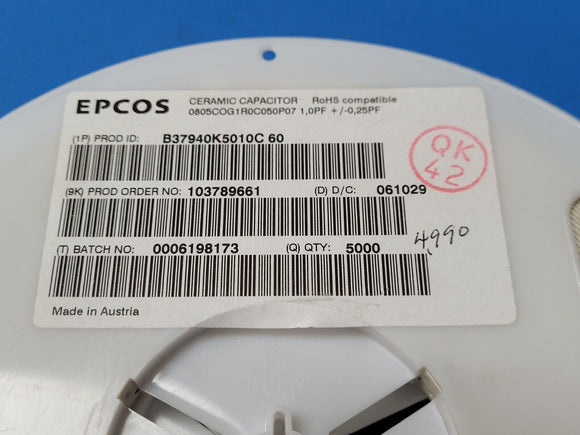 EPCOS CERAMIC CAPACITOR RoHS compatible
0805COG1R0C050P07 1,0PF +/-0,25PF
(1P) PROD ID: B37940K5010C 60
QK
42
(9K) PROD ORDER NO: 103789661 (D) D/C: 061029
(T) BATCH NO: 0006198173 (Q) QTY: 5000 4990
Made in Austria